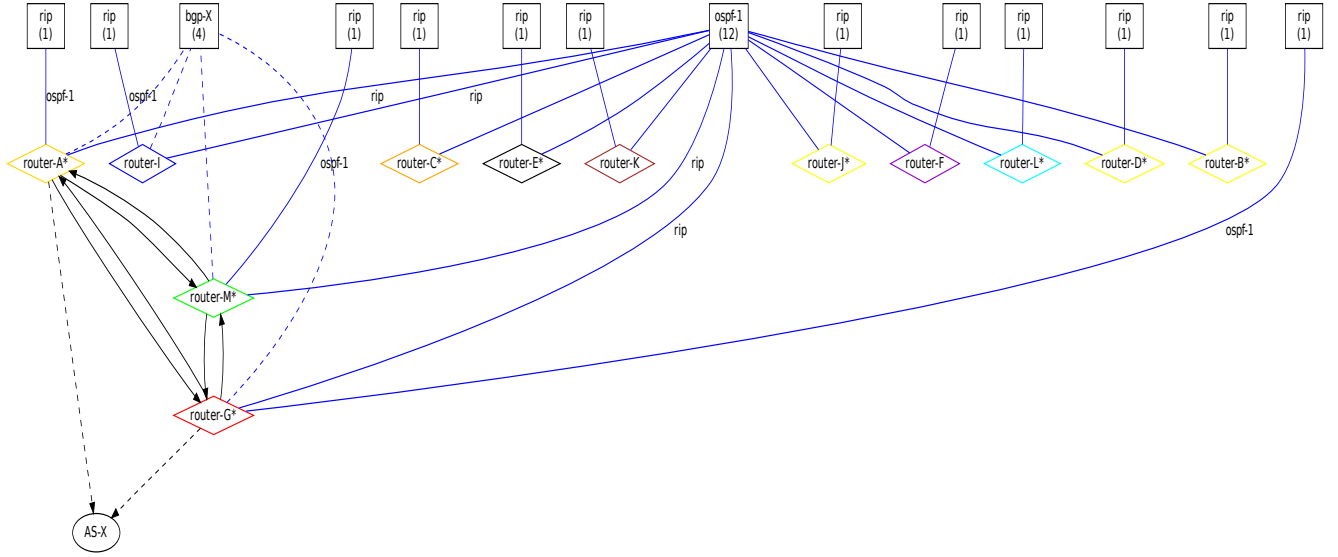 rip
(1)
rip
(1)
bgp-X
(4)
rip
(1)
rip
(1)
rip
(1)
rip
(1)
ospf-1
(12)
rip
(1)
rip
(1)
rip
(1)
rip
(1)
rip
(1)
rip
(1)
ospf-1
ospf-1
rip
rip
router-A*
router-I
ospf-1
router-C*
router-E*
router-K
rip
router-J*
router-F
router-L*
router-D*
router-B*
rip
ospf-1
router-M*
router-G*
AS-X